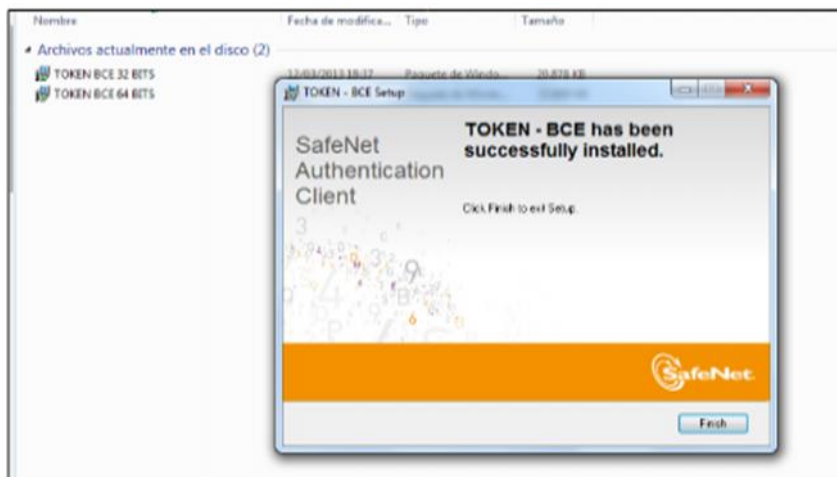 Nombre Fecha de modifica... Tipo Tamaño
Archivos actualmente en el disco (2)
TOKEN BCE 32 BITS 12/03/2013 18:37 Paquete de Windo... 20.878 KB
TOKEN BCE 64 BITS
TOKEN - BCE Setup
TOKEN - BCE has been
successfully installed.
SafeNet
Authentication
Client
Click Finish to exit Setup.
SafeNet.
Finish